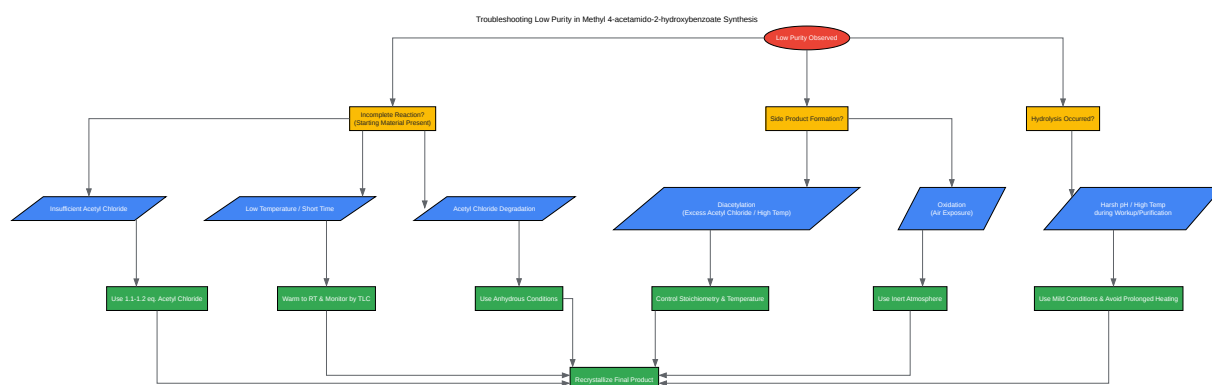 Troubleshooting Low Purity in Methyl 4-acetamido-2-hydroxybenzoate Synthesis
Low Purity Observed
Incomplete Reaction?
(Starting Material Present)
Side Product Formation?
Hydrolysis Occurred?
Insufficient Acetyl Chloride
Low Temperature / Short Time
Acetyl Chloride Degradation
Diacetylation
(Excess Acetyl Chloride / High Temp)
Oxidation
(Air Exposure)
Harsh pH / High Temp
during Workup/Purification
Use 1.1-1.2 eq. Acetyl Chloride
Warm to RT & Monitor by TLC
Use Anhydrous Conditions
Control Stoichiometry & Temperature
Use Inert Atmosphere
Use Mild Conditions & Avoid Prolonged Heating
Recrystallize Final Product